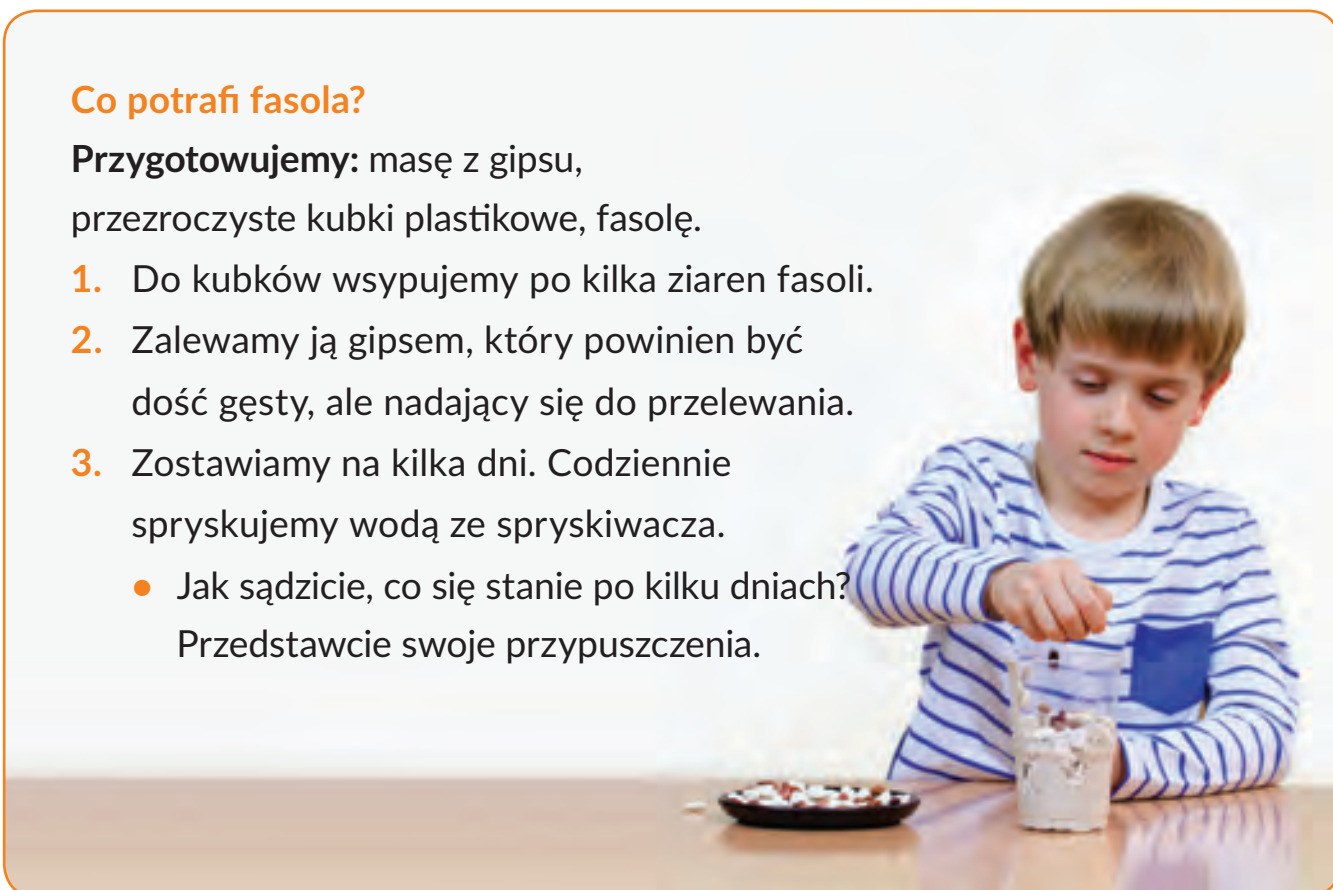 Co potrafi fasola?
Przygotowujemy: masę z gipsu,
przezroczyste kubki plastikowe, fasolę.
1. Do kubków wsypujemy po kilka ziaren fasoli.
2. Zalewamy ją gipsem, który powinien być
dość gęsty, ale nadający się do przelewania.
3. Zostawiamy na kilka dni. Codziennie
spryskujemy wodą ze spryskiwacza.
• Jak sądzicie, co się stanie po kilku dniach?
Przedstawcie swoje przypuszczenia.